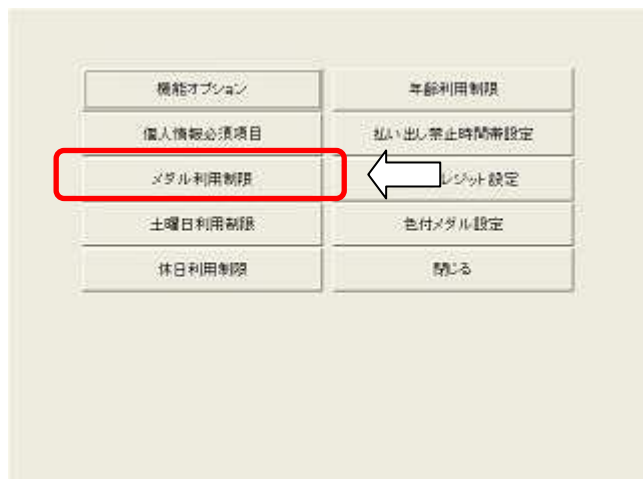 機能オプション
年齢利用制限
個人情報必須項目
払い出し禁止時間帯設定
メダル利用制限
レジット設定
土曜日利用制限
色付メダル設定
休日利用制限
閉じる